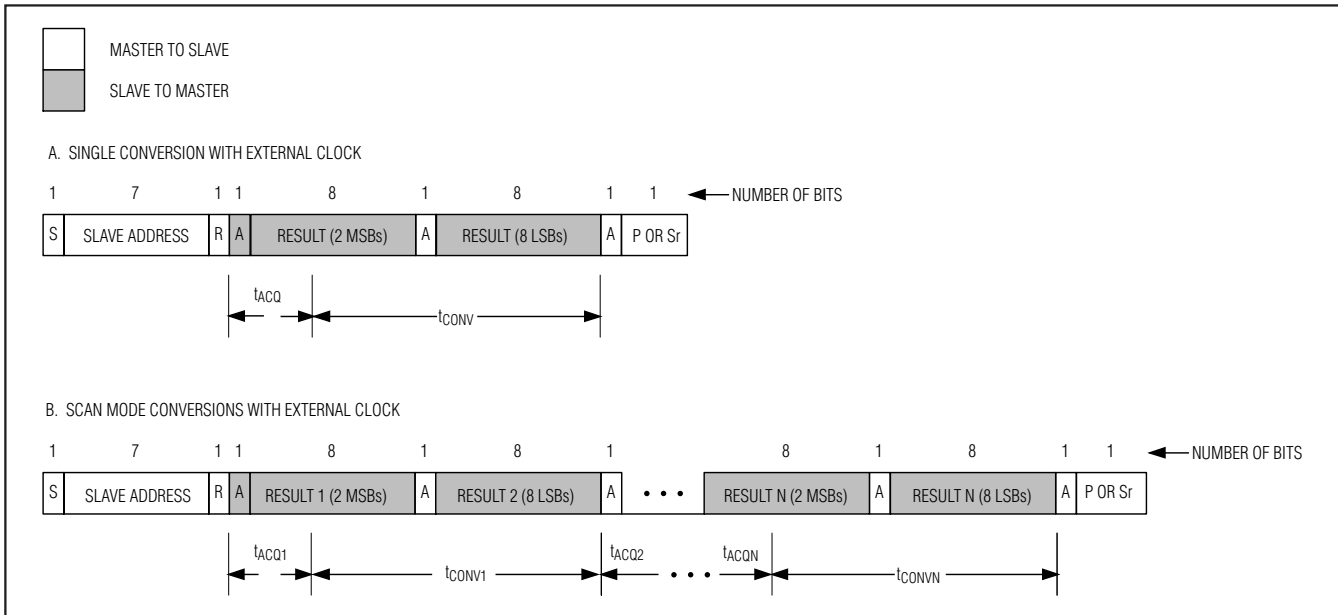 MASTER TO SLAVE
SLAVE TO MASTER
A. SINGLE CONVERSION WITH EXTERNAL CLOCK
1 7 1 1 8 1 8 1 1 NUMBER OF BITS
S SLAVE ADDRESS R A RESULT (2 MSBs) A RESULT (8 LSBs) A P OR Sr
tACQ
tCONV
B. SCAN MODE CONVERSIONS WITH EXTERNAL CLOCK
1 7 1 1 8 1 8 1 8 1 8 1 1 NUMBER OF BITS
S SLAVE ADDRESS R A RESULT 1 (2 MSBs) A RESULT 2 (8 LSBs) A • • • RESULT N (2 MSBs) A RESULT N (8 LSBs) A P OR Sr
tACQ1 tACQ2 tACQN
tCONV1 • • • tCONVN